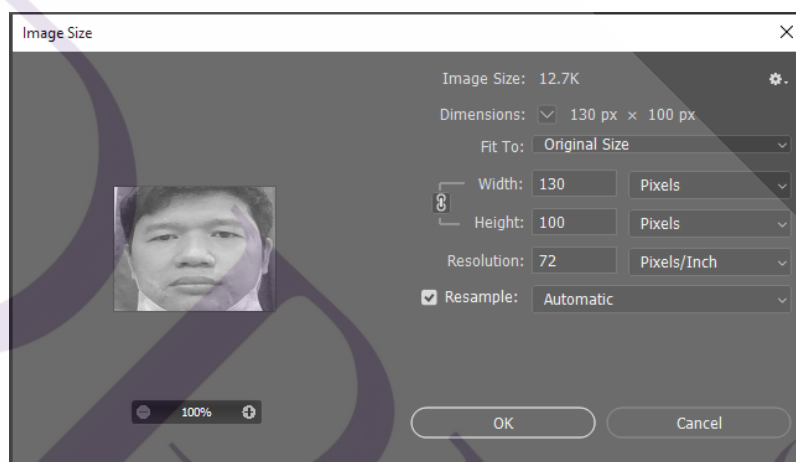 Image Size
Image Size: 12.7K
Dimensions: 130 px × 100 px
Fit To: Original Size
Width: 130 Pixels
Height: 100 Pixels
Resolution: 72 Pixels/Inch
Resample: Automatic
100%
OK Cancel